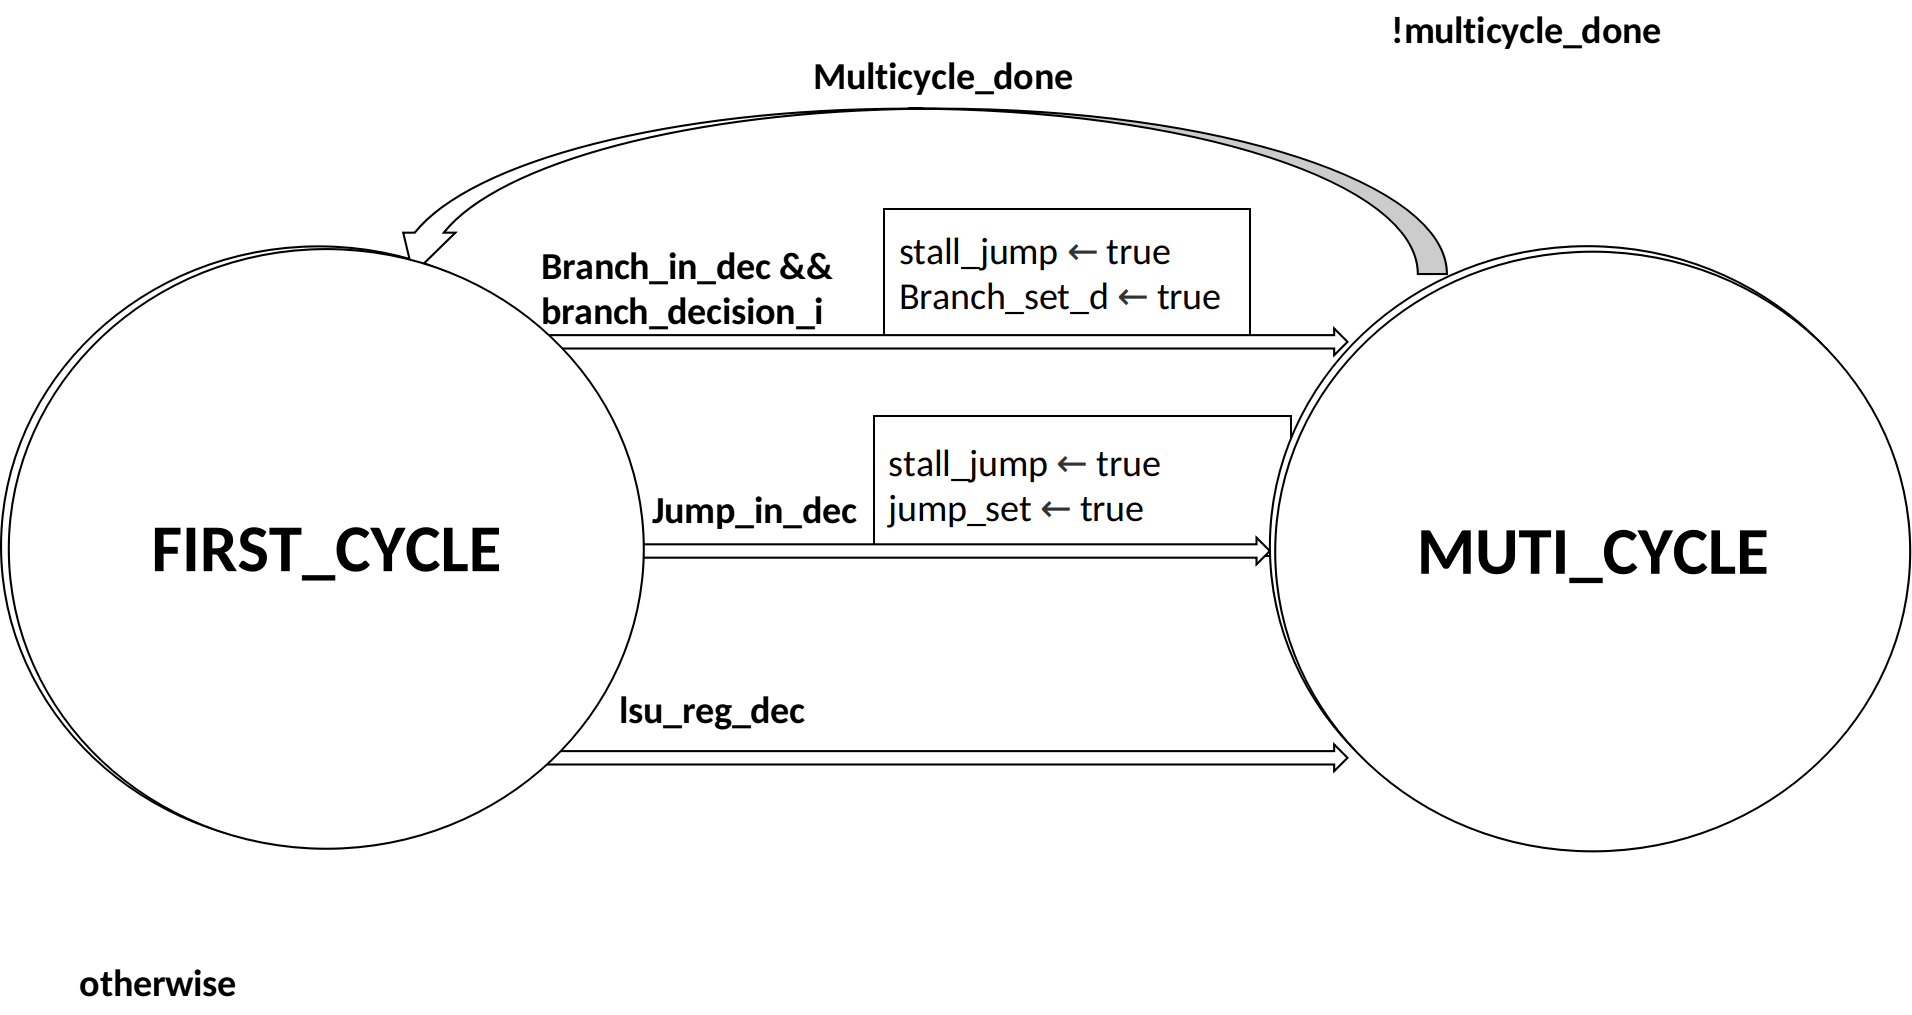 !multicycle_done
Multicycle_done
Branch_in_dec &&
branch_decision_i
stall_jump ← true
Branch_set_d ← true
stall_jump ← true
jump_set ← true
Jump_in_dec
FIRST_CYCLE
MUTI_CYCLE
lsu_reg_dec
otherwise